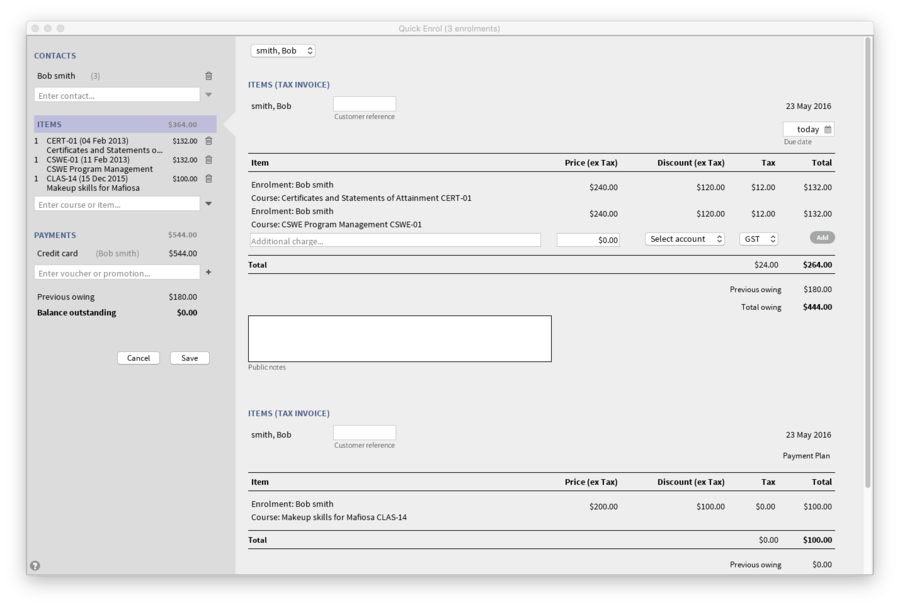 Quick Enrol (3 enrolments)
CONTACTS
Bob smith (3)
Enter contact...
ITEMS $364.00
1 CERT-01 (04 Feb 2013) $132.00
Certificates and Statements o...
1 CSWE-01 (11 Feb 2013) $132.00
CSWE Program Management
1 CLAS-14 (15 Dec 2015) $100.00
Makeup skills for Mafiosa
Enter course or item...
PAYMENTS $544.00
Credit card (Bob smith) $544.00
Enter voucher or promotion... +
Previous owing $180.00
Balance outstanding $0.00
Cancel Save
?
smith, Bob
ITEMS (TAX INVOICE)
smith, Bob 23 May 2016
Customer reference
today
Due date
Item Price (ex Tax) Discount (ex Tax) Tax Total
Enrolment: Bob smith
Course: Certificates and Statements of Attainment CERT-01 $240.00 $120.00 $12.00 $132.00
Enrolment: Bob smith
Course: CSWE Program Management CSWE-01 $240.00 $120.00 $12.00 $132.00
Additional charge... $0.00 Select account GST Add
Total $24.00 $264.00
Previous owing $180.00
Total owing $444.00
Public notes
ITEMS (TAX INVOICE)
smith, Bob 23 May 2016
Customer reference
Payment Plan
Item Price (ex Tax) Discount (ex Tax) Tax Total
Enrolment: Bob smith
Course: Makeup skills for Mafiosa CLAS-14 $200.00 $100.00 $0.00 $100.00
Total $0.00 $100.00
Previous owing $0.00